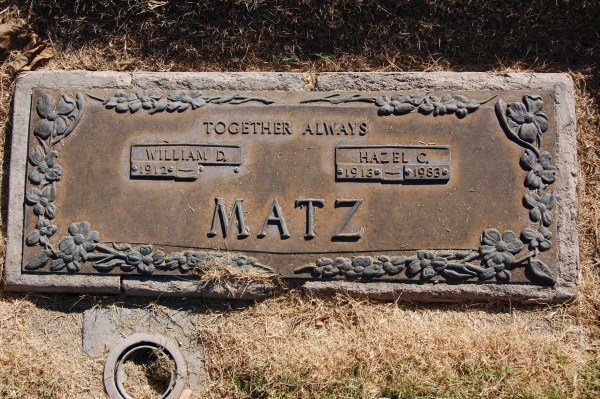 TOGETHER ALWAYS
WILLIAM D.
1912 —
HAZEL C.
1913 — 1983
MATZ